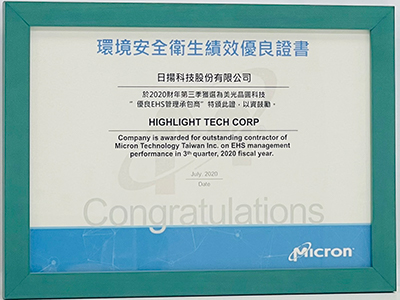 環境安全衛生績效優良證書
日揚科技股份有限公司
於2020財年第三季獲選為美光晶圓科技
“優良EHS管理承包商”特頒此證，以資鼓勵。
HIGHLIGHT TECH CORP
Company is awarded for outstanding contractor of
Micron Technology Taiwan Inc. on EHS management
performance in 3rd quarter, 2020 fiscal year.
July, 2020
Date
Congratulations
Micron